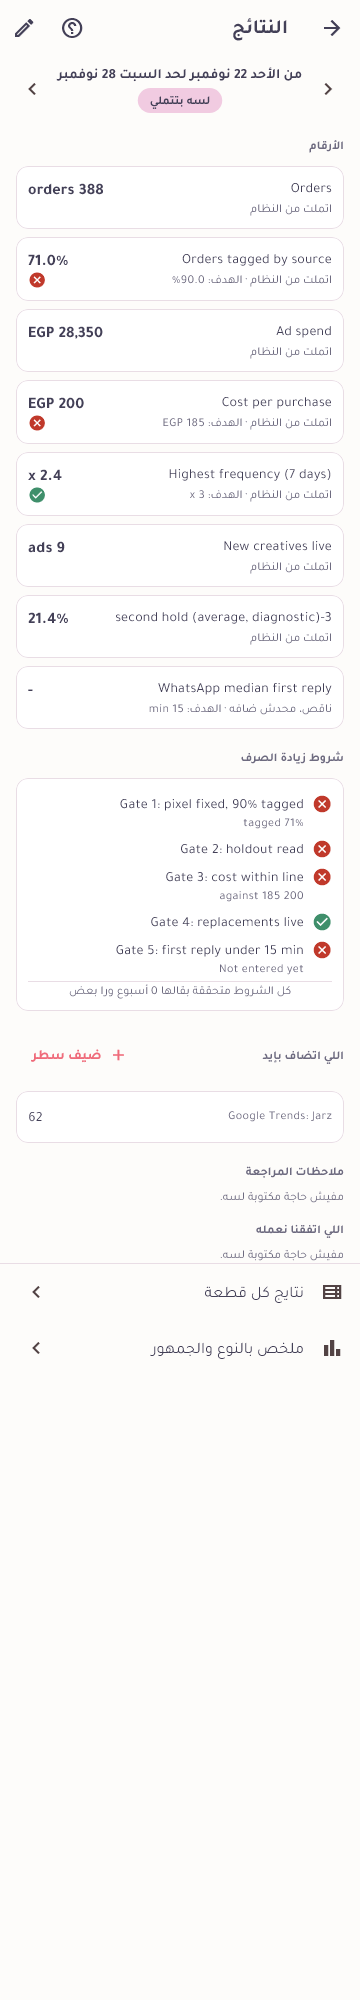 النتائج
من الأحد 22 نوفمبر لحد السبت 28 نوفمبر
لسه بتتملي
الأرقام
Orders
388 orders
اتملت من النظام
Orders tagged by source
71.0%
اتملت من النظام · الهدف: 90.0%
Ad spend
EGP 28,350
اتملت من النظام
Cost per purchase
EGP 200
اتملت من النظام · الهدف: 185 EGP
Highest frequency (7 days)
2.4 x
اتملت من النظام · الهدف: 3 x
New creatives live
9 ads
اتملت من النظام
3-second hold (average, diagnostic)
21.4%
اتملت من النظام
WhatsApp median first reply
-
ناقص، محدش ضافه · الهدف: 15 min
شروط زيادة الصرف
Gate 1: pixel fixed, 90% tagged
71% tagged
Gate 2: holdout read
Gate 3: cost within line
200 against 185
Gate 4: replacements live
Gate 5: first reply under 15 min
Not entered yet
كل الشروط متحققة بقالها 0 أسبوع ورا بعض
اللي اتضاف بإيد
+ ضيف سطر
Google Trends: Jarz
62
ملاحظات المراجعة
مفيش حاجة مكتوبة لسه.
اللي اتفقنا نعمله
مفيش حاجة مكتوبة لسه.
نتايج كل قطعة
ملخص بالنوع والجمهور